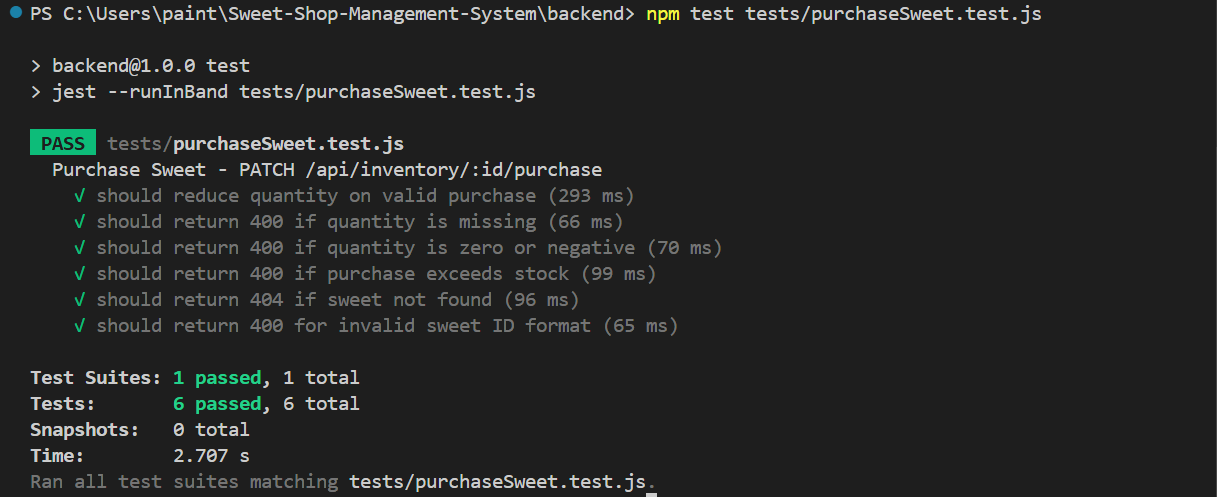 PS C:\Users\paint\Sweet-Shop-Management-System\backend> npm test tests/purchaseSweet.test.js
> backend@1.0.0 test
> jest --runInBand tests/purchaseSweet.test.js
PASS tests/purchaseSweet.test.js
Purchase Sweet - PATCH /api/inventory/:id/purchase
√ should reduce quantity on valid purchase (293 ms)
√ should return 400 if quantity is missing (66 ms)
√ should return 400 if quantity is zero or negative (70 ms)
√ should return 400 if purchase exceeds stock (99 ms)
√ should return 404 if sweet not found (96 ms)
√ should return 400 for invalid sweet ID format (65 ms)
Test Suites: 1 passed, 1 total
Tests: 6 passed, 6 total
Snapshots: 0 total
Time: 2.707 s
Ran all test suites matching tests/purchaseSweet.test.js.